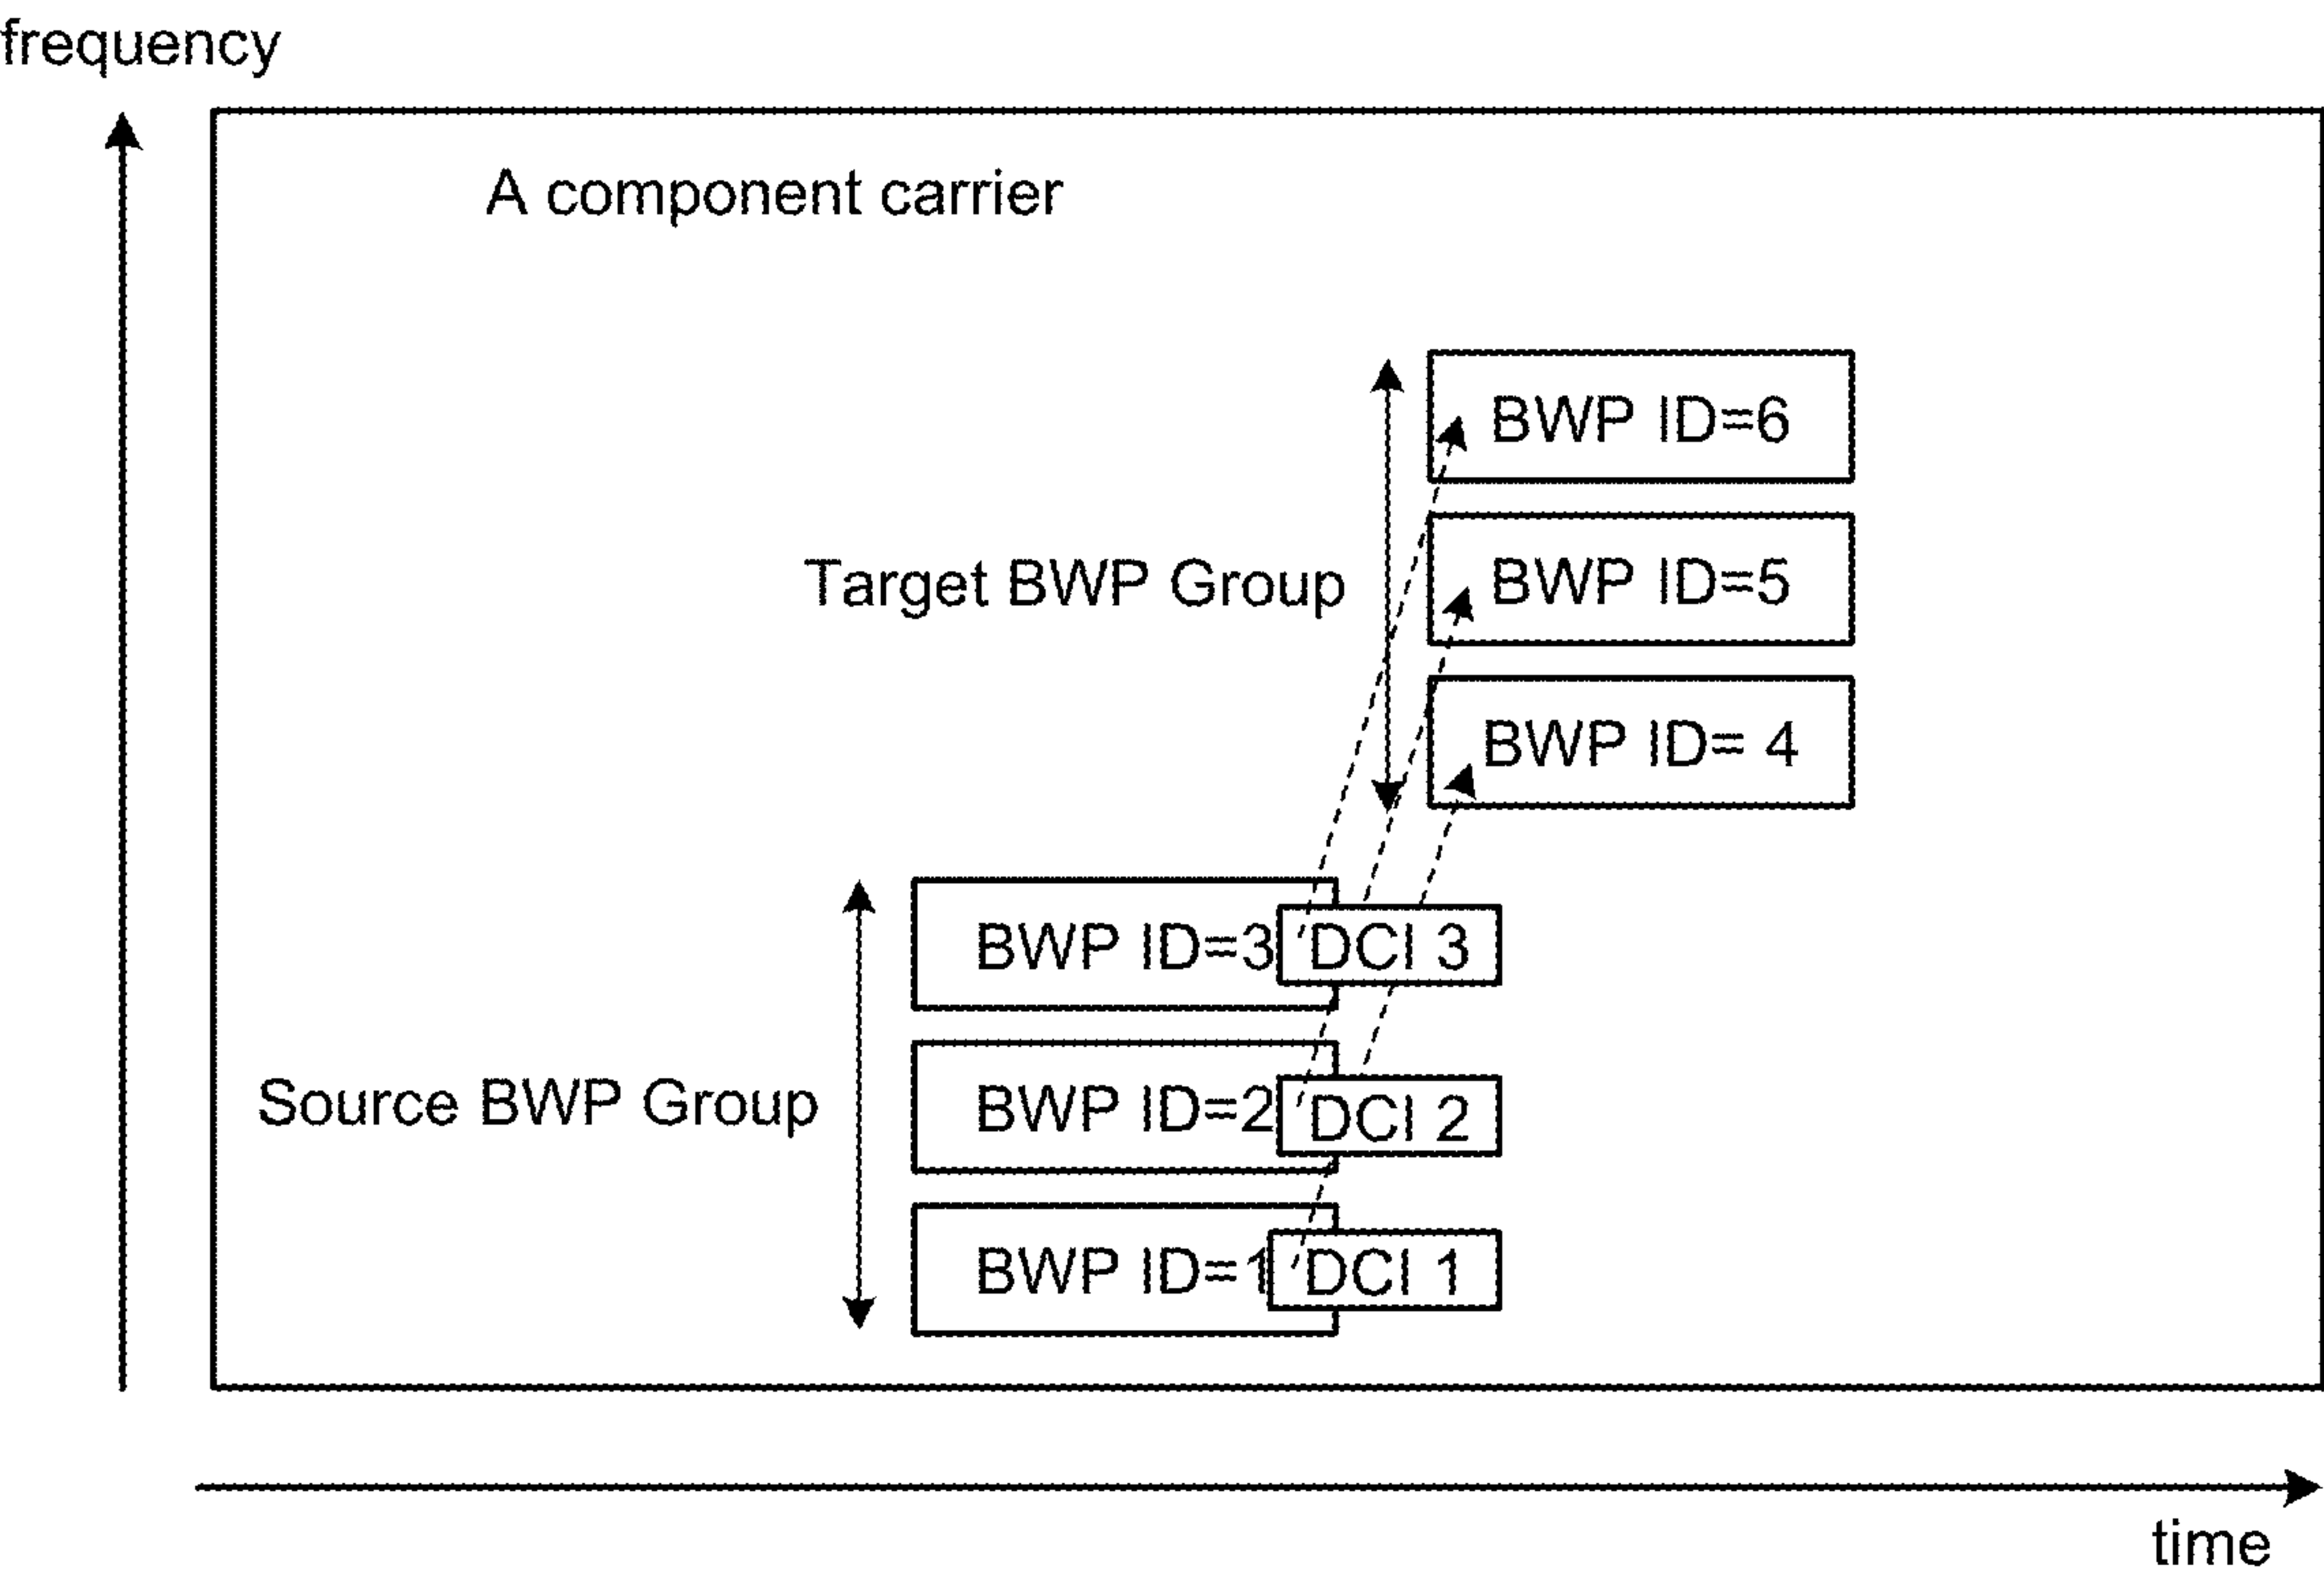 frequency
A component carrier
BWP ID=6
Target BWP Group
BWP ID=5
BWP ID= 4
BWP ID=3
DCI 3
Source BWP Group
BWP ID=2
DCI 2
BWP ID=1
DCI 1
time